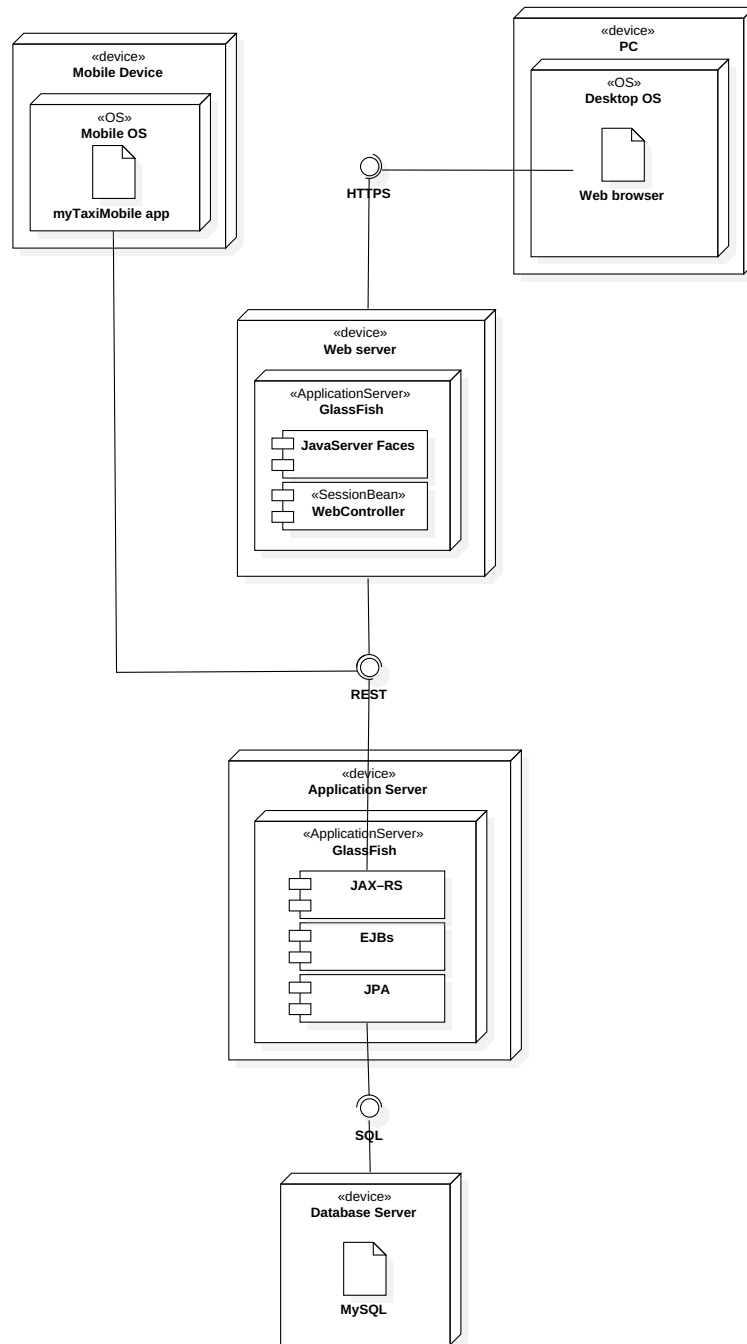 «device»
Mobile Device
«OS»
Mobile OS
myTaxiMobile app
«device»
PC
«OS»
Desktop OS
Web browser
HTTPS
«device»
Web server
«ApplicationServer»
GlassFish
JavaServer Faces
«SessionBean»
WebController
REST
«device»
Application Server
«ApplicationServer»
GlassFish
JAX–RS
EJBs
JPA
SQL
«device»
Database Server
MySQL